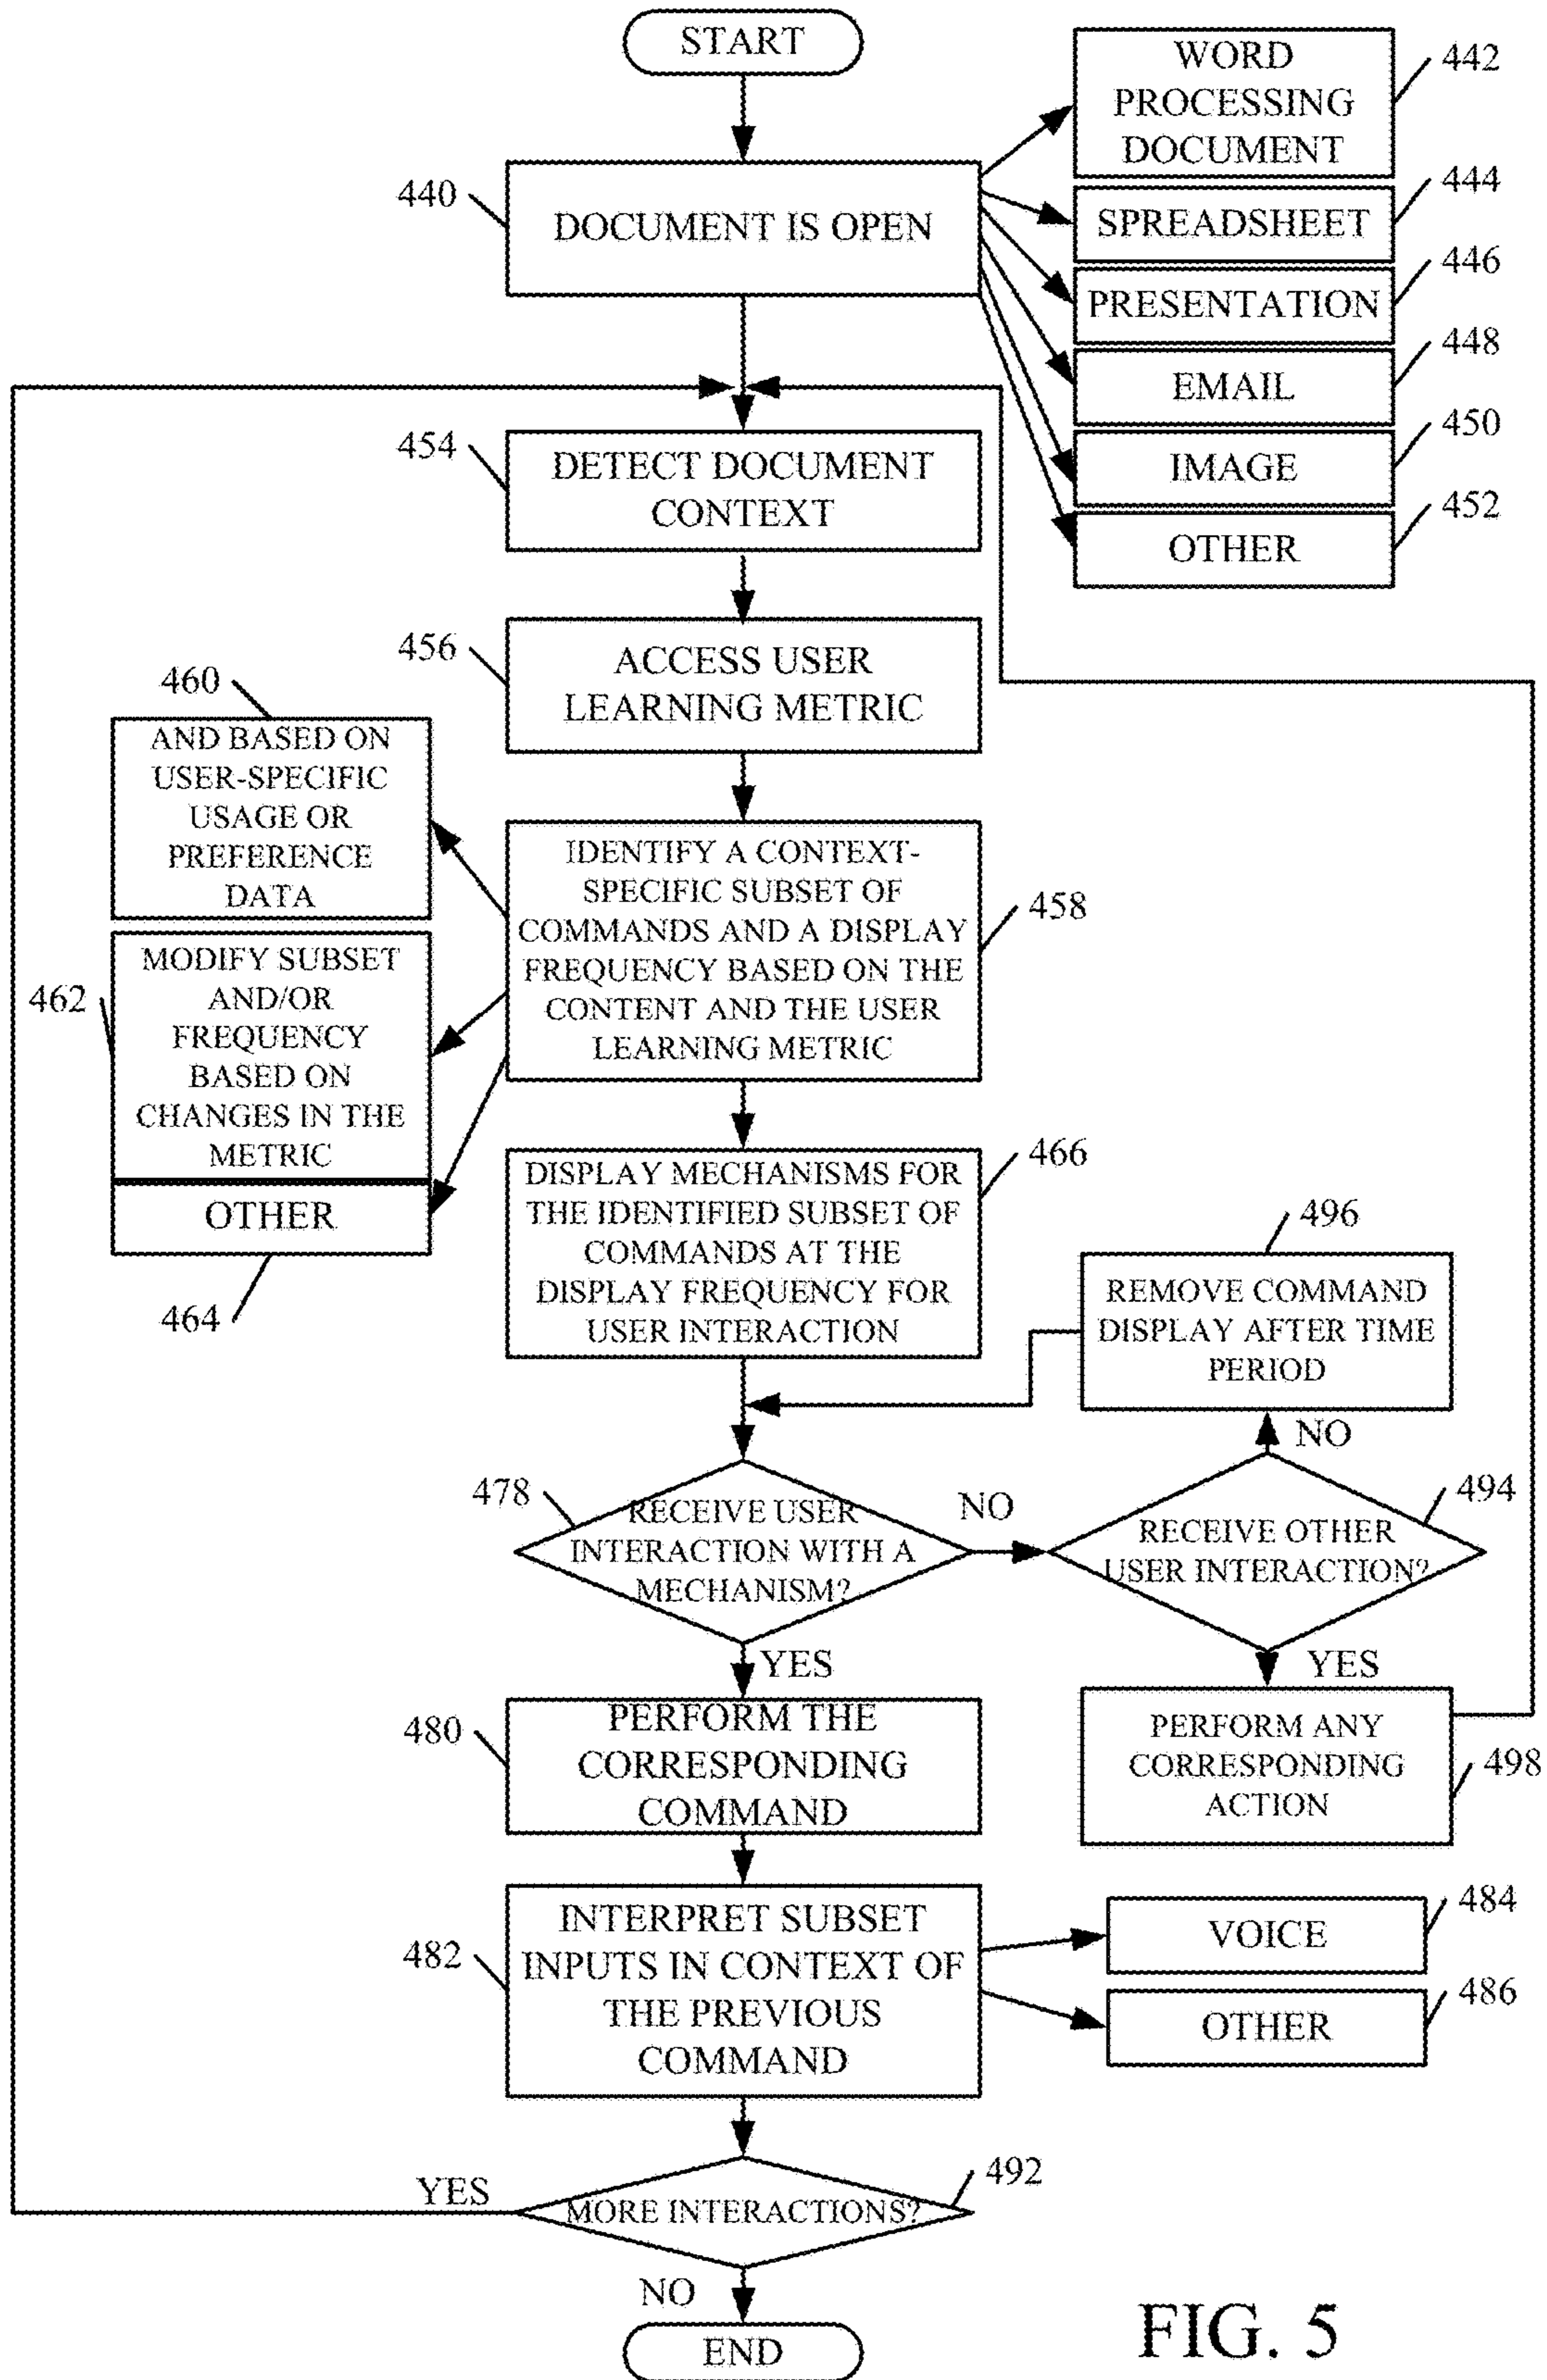 START
WORD
PROCESSING
DOCUMENT
442
440
DOCUMENT IS OPEN
SPREADSHEET
444
PRESENTATION
446
EMAIL
448
IMAGE
450
OTHER
452
454
DETECT DOCUMENT
CONTEXT
456
ACCESS USER
LEARNING METRIC
460
AND BASED ON
USER-SPECIFIC
USAGE OR
PREFERENCE
DATA
IDENTIFY A CONTEXT-
SPECIFIC SUBSET OF
COMMANDS AND A DISPLAY
FREQUENCY BASED ON THE
CONTENT AND THE USER
LEARNING METRIC
458
462
MODIFY SUBSET
AND/OR
FREQUENCY
BASED ON
CHANGES IN THE
METRIC
OTHER
464
DISPLAY MECHANISMS FOR
THE IDENTIFIED SUBSET OF
COMMANDS AT THE
DISPLAY FREQUENCY FOR
USER INTERACTION
466
496
REMOVE COMMAND
DISPLAY AFTER TIME
PERIOD
NO
478
RECEIVE USER
INTERACTION WITH A
MECHANISM?
NO
494
RECEIVE OTHER
USER INTERACTION?
YES
YES
480
PERFORM THE
CORRESPONDING
COMMAND
PERFORM ANY
CORRESPONDING
ACTION
498
482
INTERPRET SUBSET
INPUTS IN CONTEXT OF
THE PREVIOUS
COMMAND
VOICE
484
OTHER
486
YES
MORE INTERACTIONS?
492
NO
END
FIG. 5